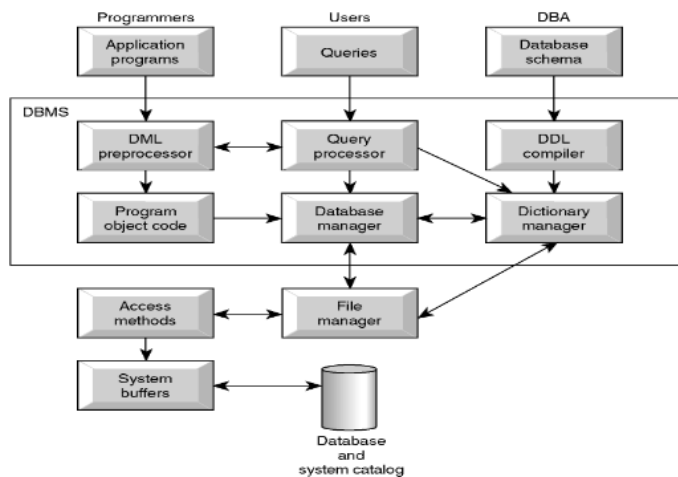 Programmers
Users
DBA
Application
programs
Queries
Database
schema
DBMS
DML
preprocessor
Query
processor
DDL
compiler
Program
object code
Database
manager
Dictionary
manager
Access
methods
File
manager
System
buffers
Database
and
system catalog